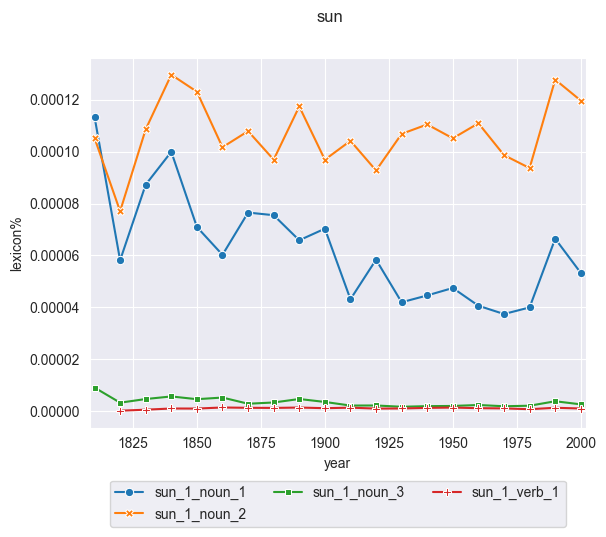 sun
0.00012
0.00010
0.00008
0.00006
0.00004
0.00002
0.00000
lexicon%
1825 1850 1875 1900 1925 1950 1975 2000
year
sun_1_noun_1 sun_1_noun_3 sun_1_verb_1
sun_1_noun_2